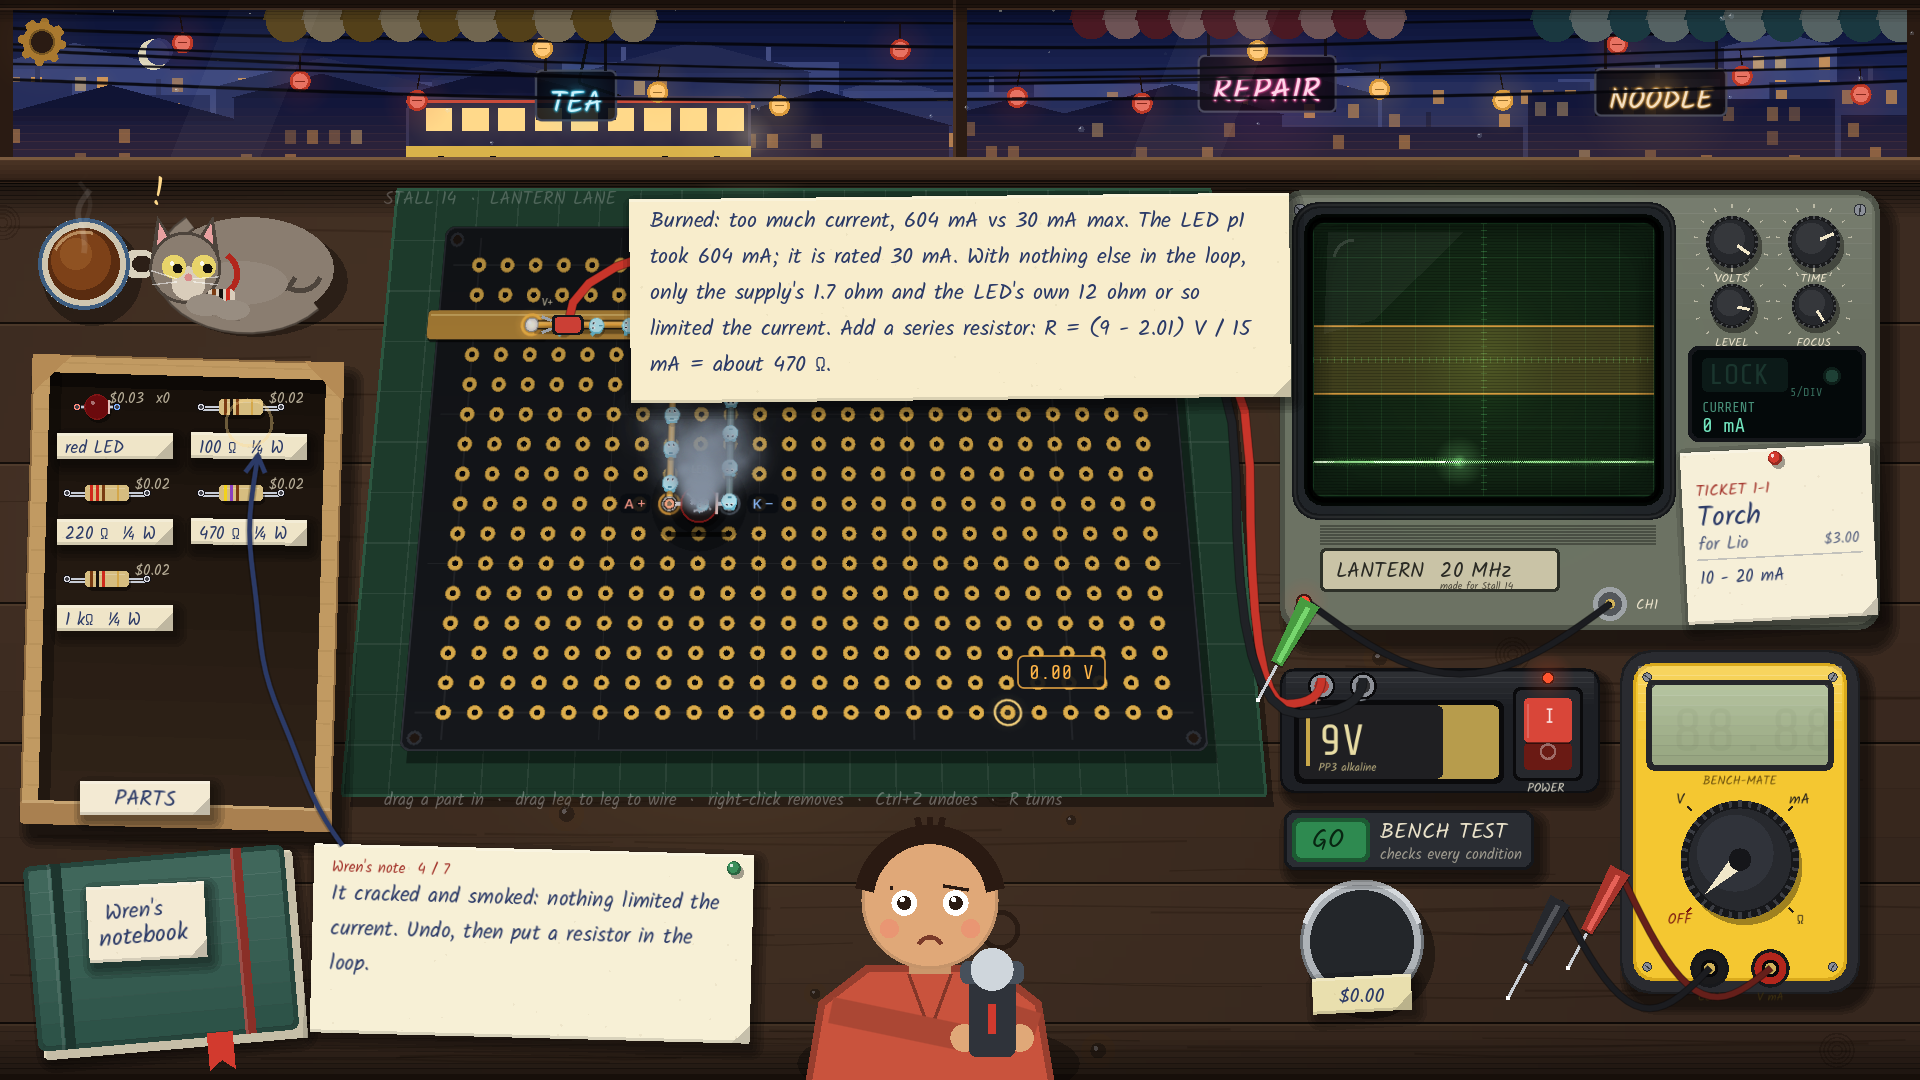 TEA
REPAIR
NOODLE
STALL 14 · LANTERN LANE
Burned: too much current, 604 mA vs 30 mA max. The LED p1
took 604 mA; it is rated 30 mA. With nothing else in the loop,
only the supply's 1.7 ohm and the LED's own 12 ohm or so
limited the current. Add a series resistor: R = (9 - 2.01) V / 15
mA = about 470 Ω.
V+
A+
K-
0.00 V
drag a part in · drag leg to leg to wire · right-click removes · Ctrl+Z undoes · R turns
$0.03 x0
red LED
$0.02
100 Ω ¼ W
$0.02
220 Ω ¼ W
$0.02
470 Ω ¼ W
$0.02
1 kΩ ¼ W
PARTS
Wren's
notebook
Wren's note 4 / 7
It cracked and smoked: nothing limited the
current. Undo, then put a resistor in the
loop.
VOLTS
TIME
LEVEL
FOCUS
LOCK
5/DIV
CURRENT
0 mA
TICKET 1-1
Torch
for Lio
$3.00
10 - 20 mA
LANTERN 20 MHz
made for Stall 14
CH1
9V
PP3 alkaline
I
POWER
GO
BENCH TEST
checks every condition
$0.00
BENCH-MATE
V
mA
OFF
Ω